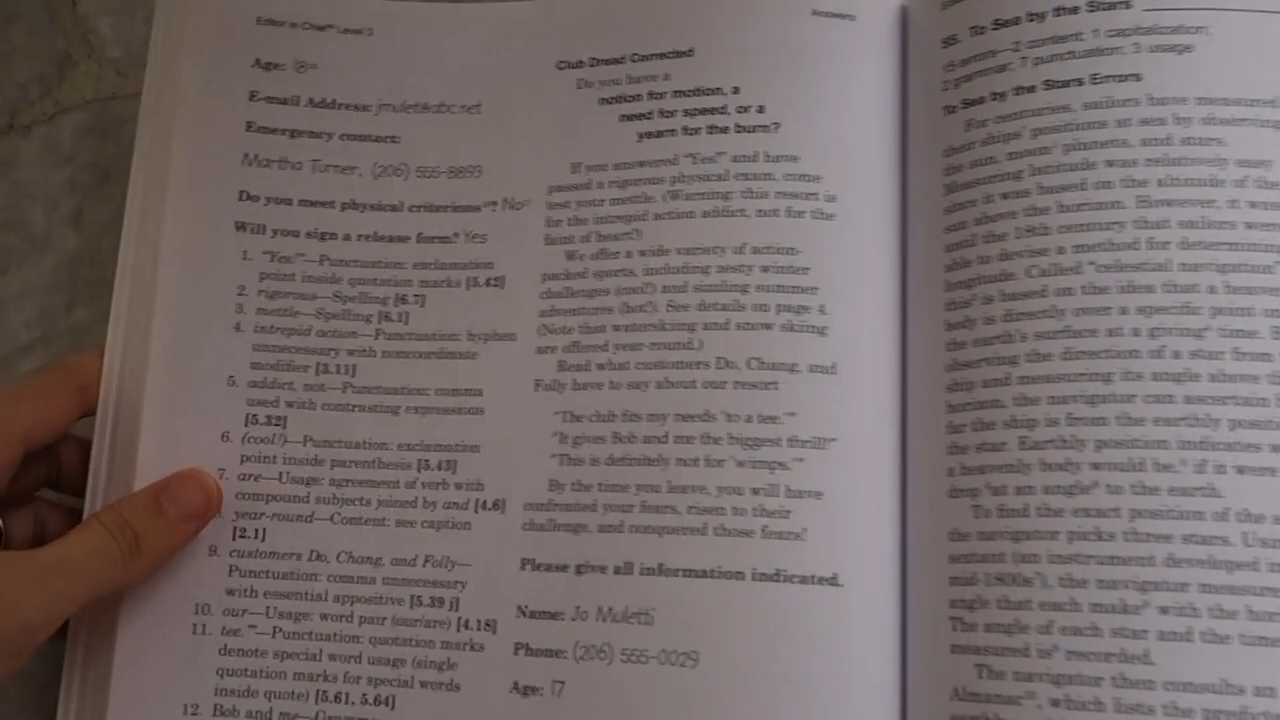 Editor in Chief® Level 3
Answers
Age: 18
E-mail Address: jmulet@abc.net
Emergency contact:
Martha Turner, (206) 555-8899
Do you meet physical criterions? No
Will you sign a release form? Yes
1. "Yes!"—Punctuation: exclamation
point inside quotation marks [5.42]
2. rigorous—Spelling [6.7]
3. mettle—Spelling [6.1]
4. intrepid action—Punctuation: hyphen
unnecessary with noncoordinate
modifier [3.11]
5. addict, not—Punctuation: comma
used with contrasting expressions
[5.32]
6. (cool!)—Punctuation: exclamation
point inside parenthesis [5.43]
7. are—Usage: agreement of verb with
compound subjects joined by and [4.6]
year-round—Content: see caption
[2.1]
9. customers Do, Chang, and Folly—
Punctuation: comma unnecessary
with essential appositive [5.39 j]
10. our—Usage: word pair (our/are) [4.18]
11. tee.'"—Punctuation: quotation marks
denote special word usage (single
quotation marks for special words
inside quote) [5.61, 5.64]
12. Bob and me—
Club Dread Corrected
Do you have a
notion for motion, a
need for speed, or a
yearn for the burn?
If you answered "Yes!" and have
passed a rigorous physical exam, come
test your mettle. (Warning: this resort is
for the intrepid action addict, not for the
faint of heart!)
We offer a wide variety of action-
packed sports, including zesty winter
challenges (cool!) and sizzling summer
adventures (hot!). See details on page 4.
(Note that waterskiing and snow skiing
are offered year-round.)
Read what customers Do, Chang, and
Folly have to say about our resort
"The club fits my needs 'to a tee.'"
"It gives Bob and me the biggest thrill!"
"This is definitely not for 'wimps.'"
By the time you leave, you will have
confronted your fears, risen to their
challenge, and conquered those fears!
Please give all information indicated.
Name: Jo Muletti
Phone: (206) 555-0029
Age: 17
35. To Sea by the Stars
15 errors—2 content; 1 capitalization;
2 grammar; 7 punctuation; 3 usage
To Sea by the Stars Errors
For centuries, sailors have measured
their ships' positions at sea by observing
the sun, moon, planets, and stars.
Measuring latitude was relatively easy
since it was based on the altitude of the
sun above the horizon. However, it was
until the 18th century that sailors were
able to devise a method for determining
longitude. Called "celestial navigation"
this is based on the idea that a heavenly
body is directly over a specific point on
the earth's surface at a giving time. By
observing the direction of a star from
ship and measuring its angle above the
horizon, the navigator can ascertain
far the ship is from the earthly position
the star. Earthly position indicates
a heavenly body would be, if it were
drop "at an angle" to the earth.
To find the exact position of the
the navigator picks three stars. Using
sextant (an instrument developed in
mid-1800s'), the navigator measures
angle that each make with the horizon
The angle of each star and the time
measured is recorded.
The navigator then consults an
Almanac, which lists the